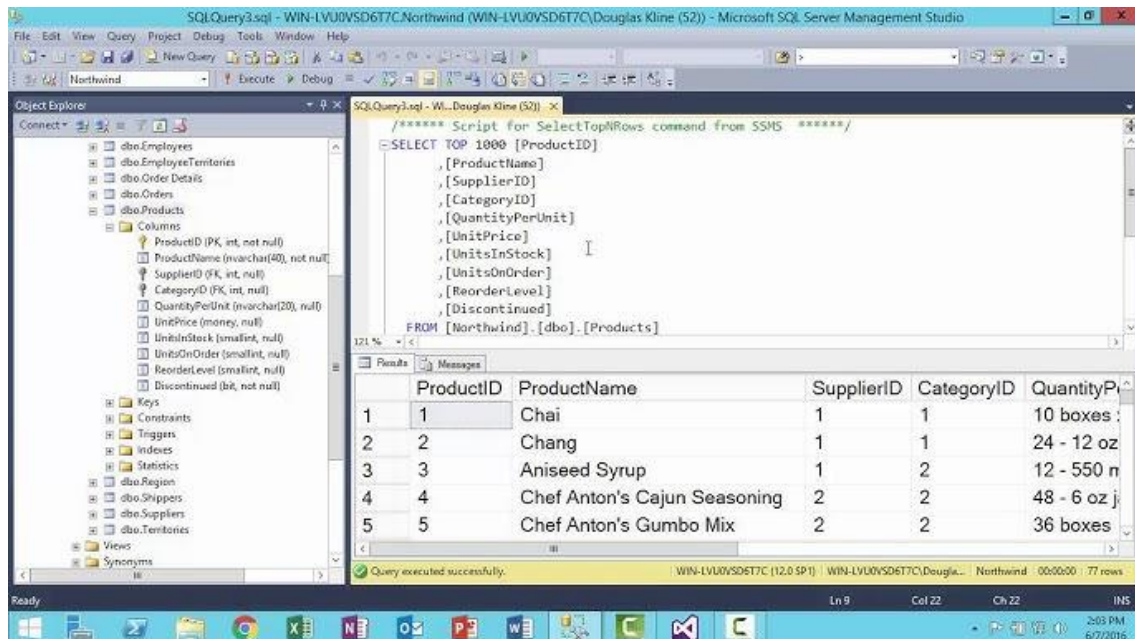 SQLQuery3.sql - WIN-LVU0VSD6T7C.Northwind (WIN-LVU0VSD6T7C\Douglas Kline (52)) - Microsoft SQL Server Management Studio
File Edit View Query Project Debug Tools Window Help
New Query
Northwind Execute Debug
Object Explorer
Connect
dbo.Employees
dbo.EmployeeTerritories
dbo.Order Details
dbo.Orders
dbo.Products
Columns
ProductID (PK, int, not null)
ProductName (nvarchar(40), not null
SupplierID (FK, int, null)
CategoryID (FK, int, null)
QuantityPerUnit (nvarchar(20), null)
UnitPrice (money, null)
UnitsInStock (smallint, null)
UnitsOnOrder (smallint, null)
ReorderLevel (smallint, null)
Discontinued (bit, not null)
Keys
Constraints
Triggers
Indexes
Statistics
dbo.Region
dbo.Shippers
dbo.Suppliers
dbo.Territories
Views
Synonyms
SQLQuery3.sql - WI...Douglas Kline (52))
/****** Script for SelectTopNRows command from SSMS ******/
SELECT TOP 1000 [ProductID]
,[ProductName]
,[SupplierID]
,[CategoryID]
,[QuantityPerUnit]
,[UnitPrice]
,[UnitsInStock]
,[UnitsOnOrder]
,[ReorderLevel]
,[Discontinued]
FROM [Northwind].[dbo].[Products]
121 %
Results Messages
ProductID ProductName SupplierID CategoryID QuantityP
1 1 Chai 1 1 10 boxes
2 2 Chang 1 1 24 - 12 oz
3 3 Aniseed Syrup 1 2 12 - 550 m
4 4 Chef Anton's Cajun Seasoning 2 2 48 - 6 oz j
5 5 Chef Anton's Gumbo Mix 2 2 36 boxes
Query executed successfully. WIN-LVU0VSD6T7C (12.0 SP1) WIN-LVU0VSD6T7C\Dougla... Northwind 00:00:00 77 rows
Ready Ln 9 Col 22 Ch 22 INS
2:03 PM
6/7/2016